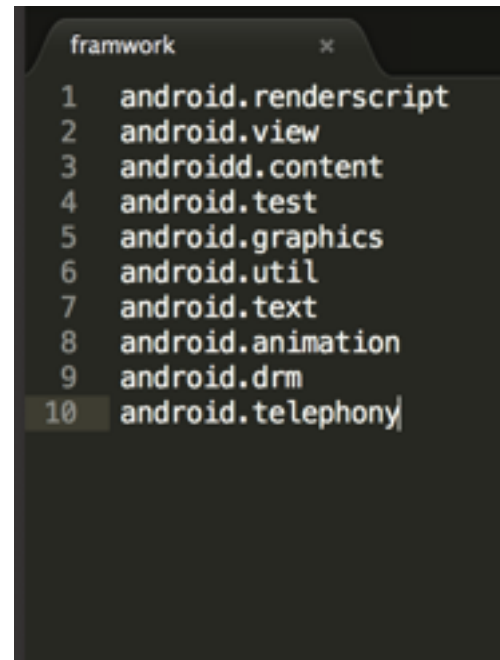 framwork ×
1 android.renderscript
2 android.view
3 androidd.content
4 android.test
5 android.graphics
6 android.util
7 android.text
8 android.animation
9 android.drm
10 android.telephony